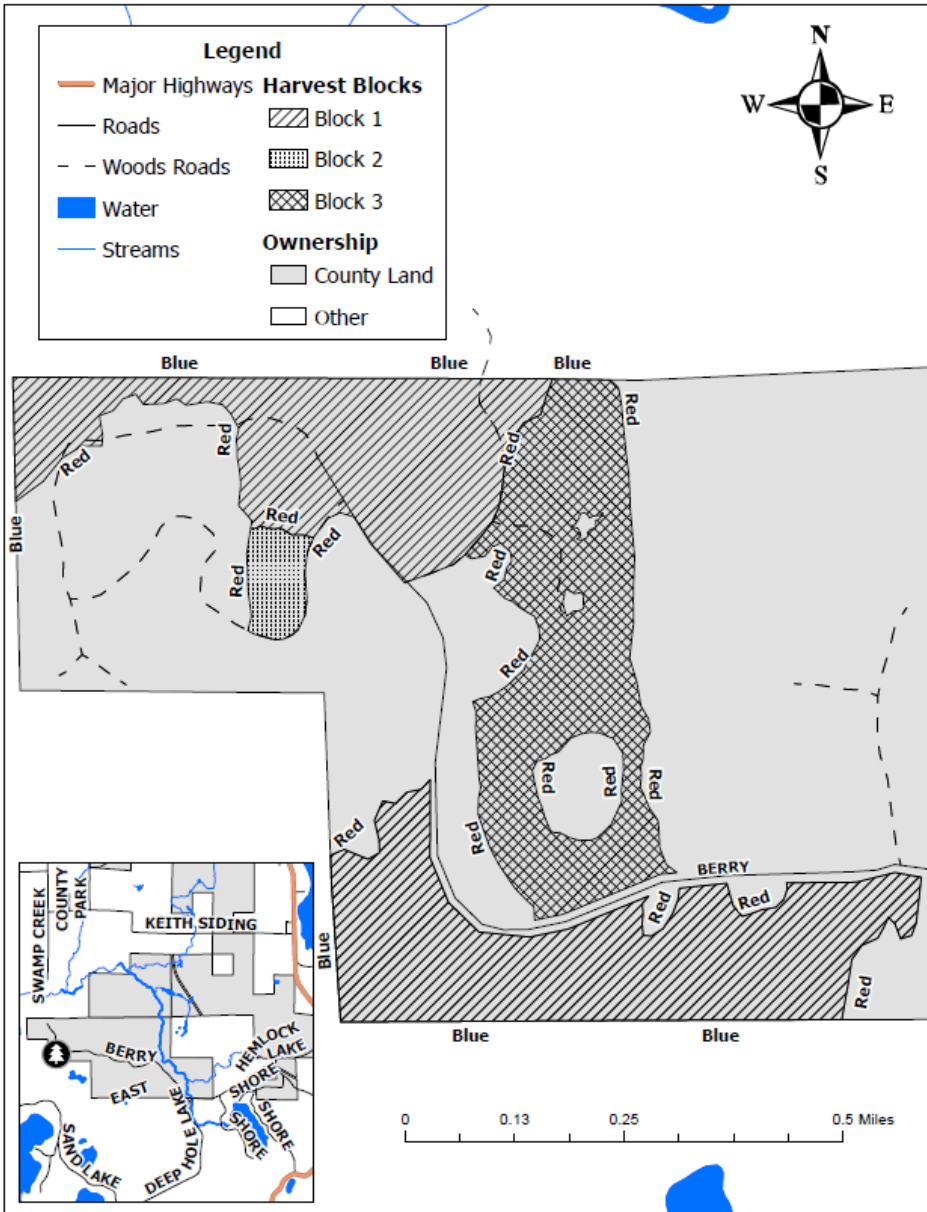 Legend
Major Highways
Roads
Woods Roads
Water
Streams
Harvest Blocks
Block 1
Block 2
Block 3
Ownership
County Land
Other
N
W
E
S
Blue
Blue
Blue
Red
Red
Red
Red
Blue
Red
Red
Red
Red
Red
Red
Red
Red
Red
Red
BERRY
Red
Red
Blue
Red
Blue
Blue
SWAMP CREEK
COUNTY
PARK
KEITH SIDING
BERRY
EAST
HEMLOCK
LAKE
SHORE
SHORE
SHORE
DEEP HOLE LAKE
SAND LAKE
0
0.13
0.25
0.5 Miles